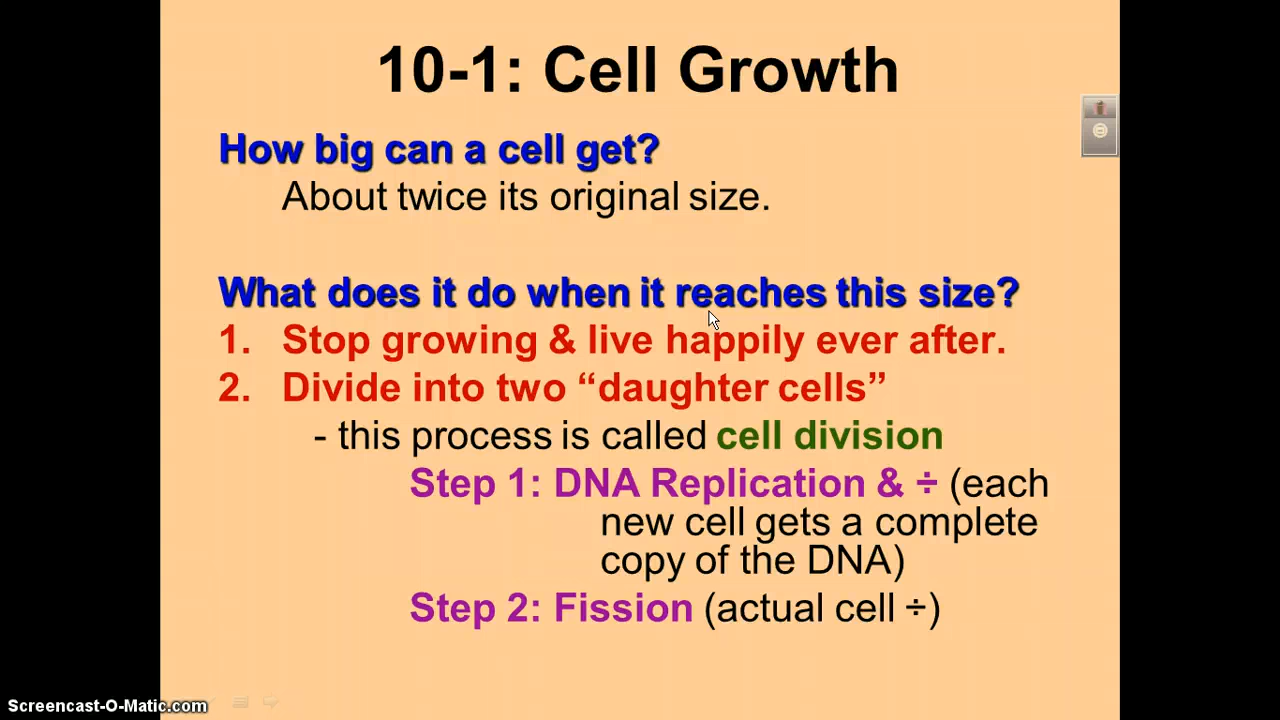 10-1: Cell Growth
How big can a cell get?
About twice its original size.
What does it do when it reaches this size?
1. Stop growing & live happily ever after.
2. Divide into two “daughter cells”
- this process is called cell division
Step 1: DNA Replication & ÷ (each
new cell gets a complete
copy of the DNA)
Step 2: Fission (actual cell ÷)
Screencast-O-Matic.com